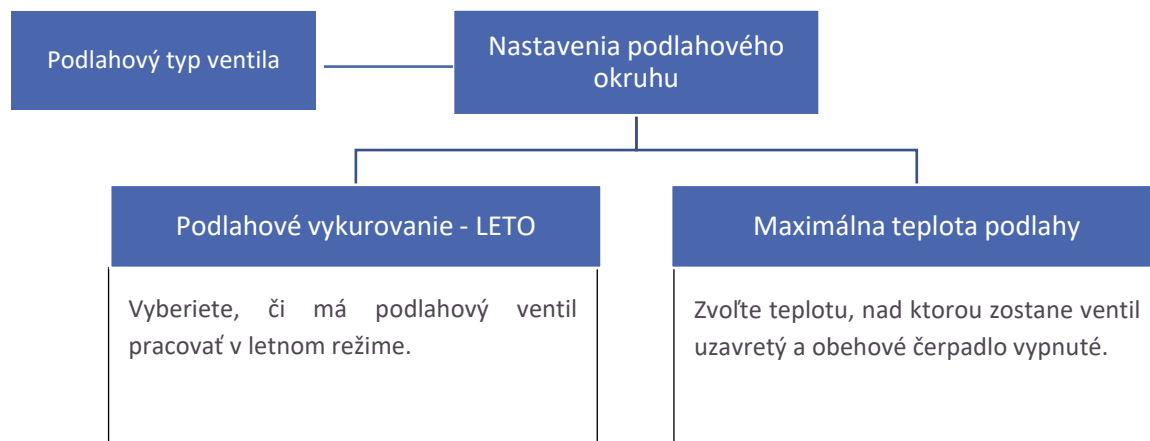 Podlahový typ ventila
Nastavenia podlahového
okruhu
Podlahové vykurovanie - LETO
Vyberiete, či má podlahový ventil
pracovať v letnom režime.
Maximálna teplota podlahy
Zvoľte teplotu, nad ktorou zostane ventil
uzavretý a obehové čerpadlo vypnuté.